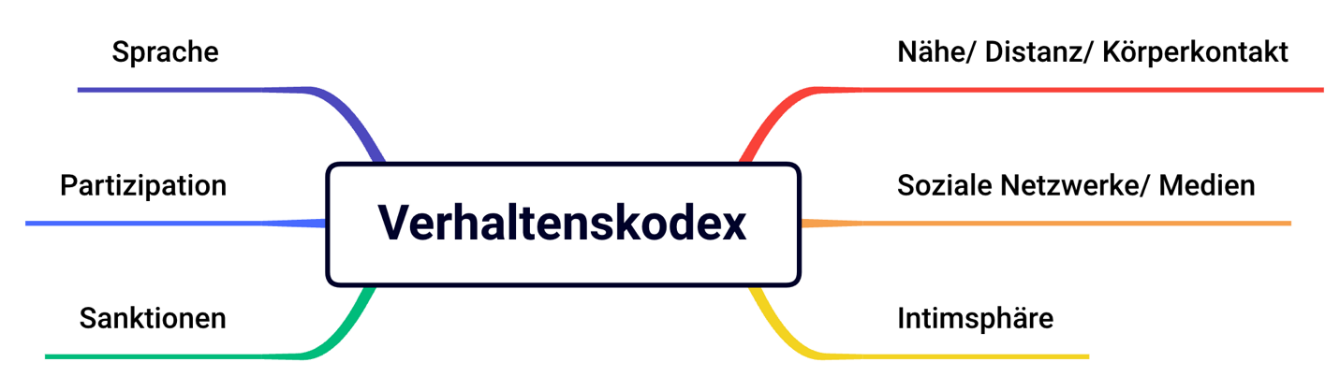 Sprache
Partizipation
Sanktionen
Verhaltenskodex
Nähe/ Distanz/ Körperkontakt
Soziale Netzwerke/ Medien
Intimsphäre